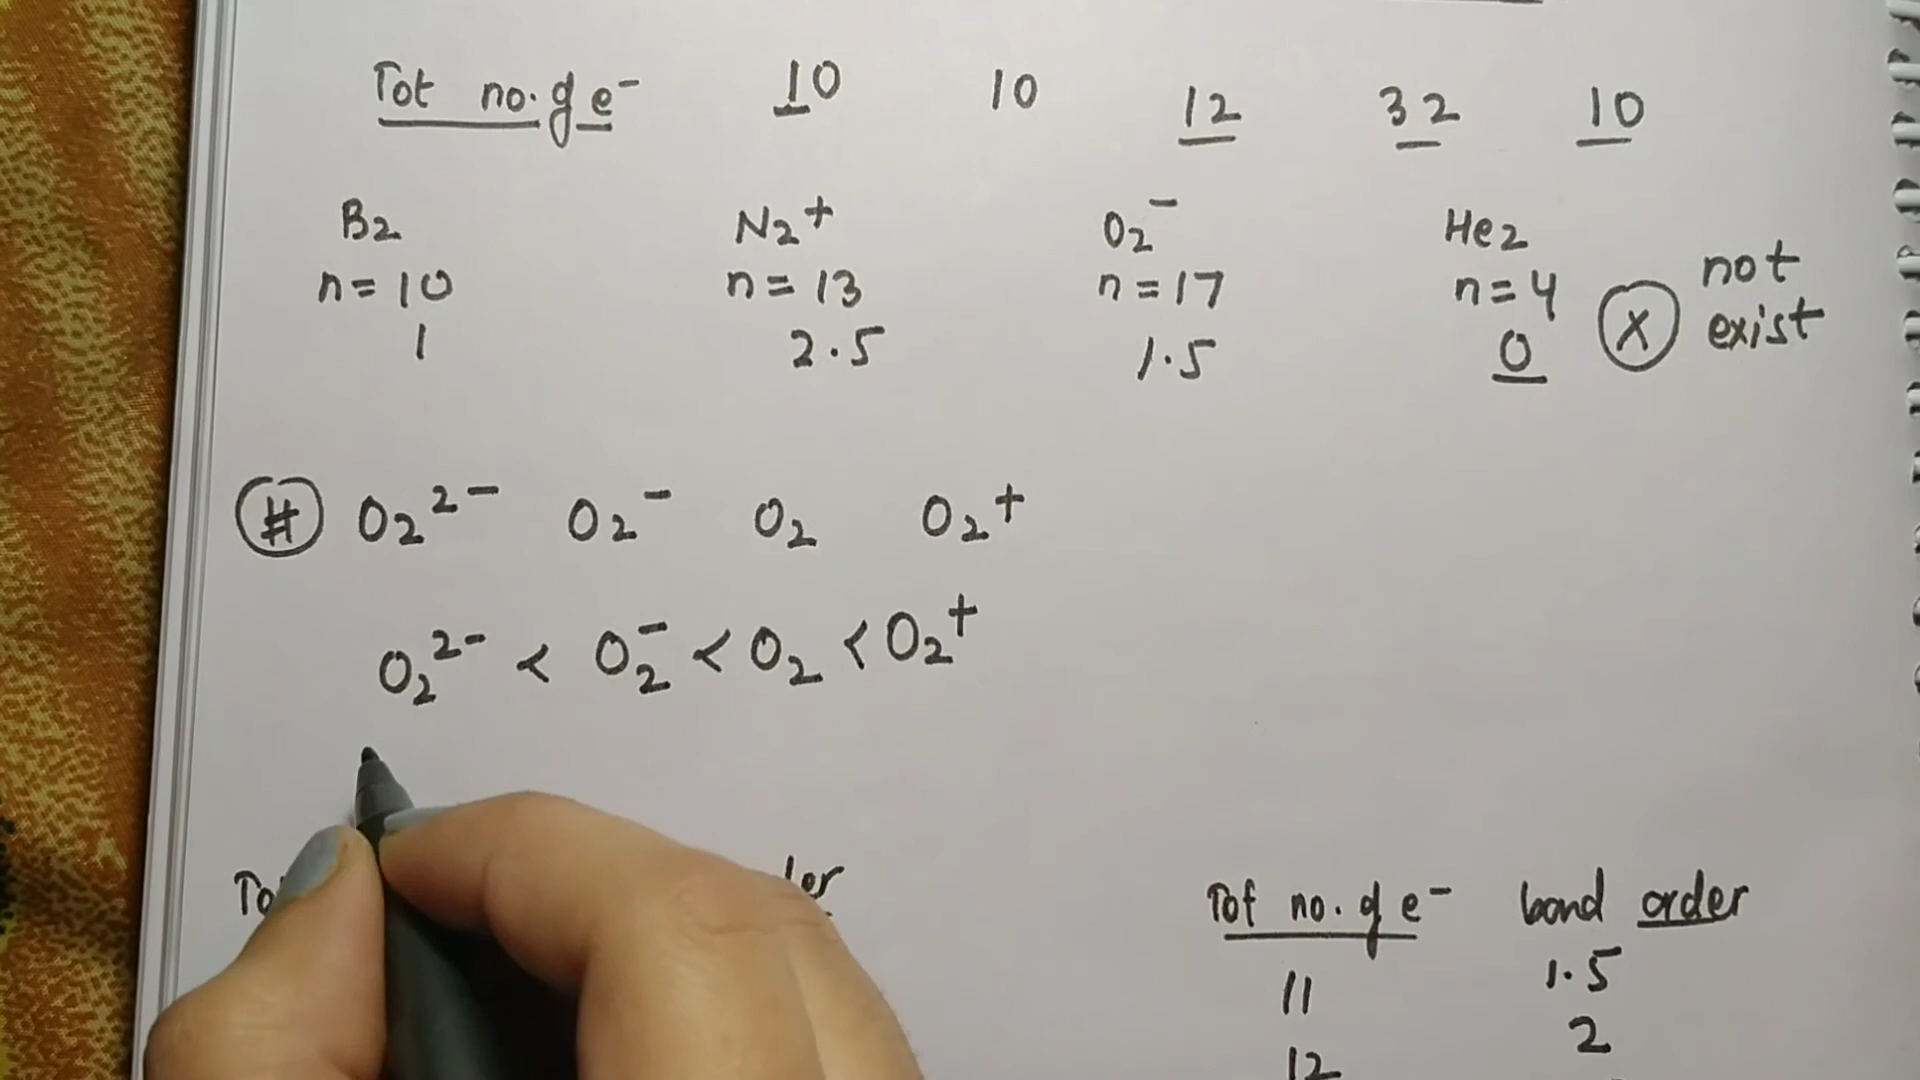 Tot no. of e⁻ 10 10 12 32 10
B₂ N₂⁺ O₂⁻ He₂
n=10 n=13 n=17 n=4 X not exist
1 2.5 1.5 0
# O₂²⁻ O₂⁻ O₂ O₂⁺
O₂²⁻ < O₂⁻ < O₂ < O₂⁺
Tot no. of e⁻ bond order
11 1.5
12 2